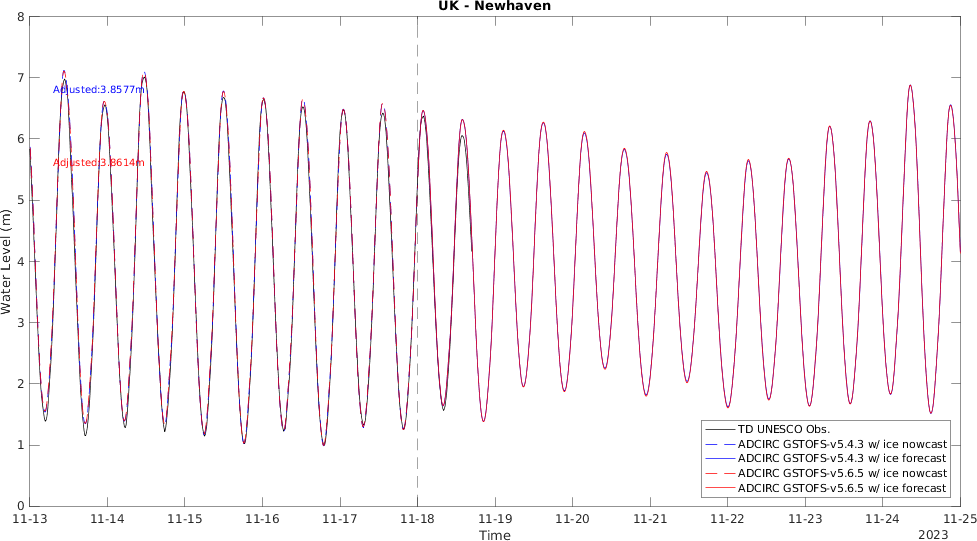 UK - Newhaven
8
7
6
5
4
3
2
1
0
Water Level (m)
Adjusted:3.8577m
Adjusted:3.8614m
TD UNESCO Obs.
ADCIRC GSTOFS-v5.4.3 w/ ice nowcast
ADCIRC GSTOFS-v5.4.3 w/ ice forecast
ADCIRC GSTOFS-v5.6.5 w/ ice nowcast
ADCIRC GSTOFS-v5.6.5 w/ ice forecast
11-13 11-14 11-15 11-16 11-17 11-18 11-19 11-20 11-21 11-22 11-23 11-24 11-25
Time
2023